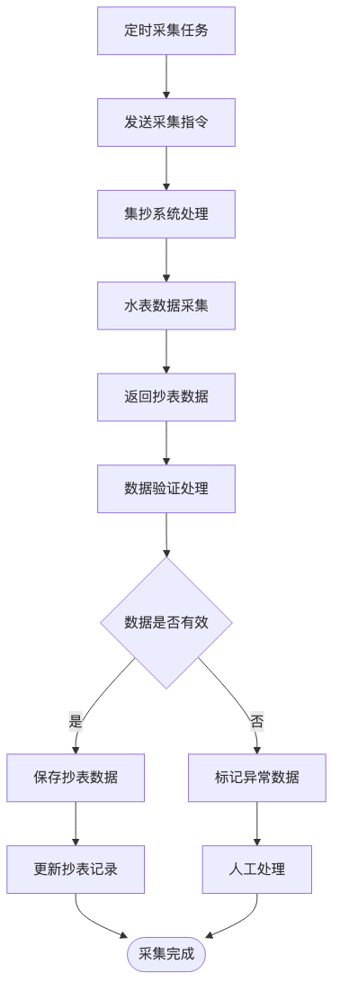 定时采集任务
发送采集指令
集抄系统处理
水表数据采集
返回抄表数据
数据验证处理
数据是否有效
是
否
保存抄表数据
标记异常数据
更新抄表记录
人工处理
采集完成